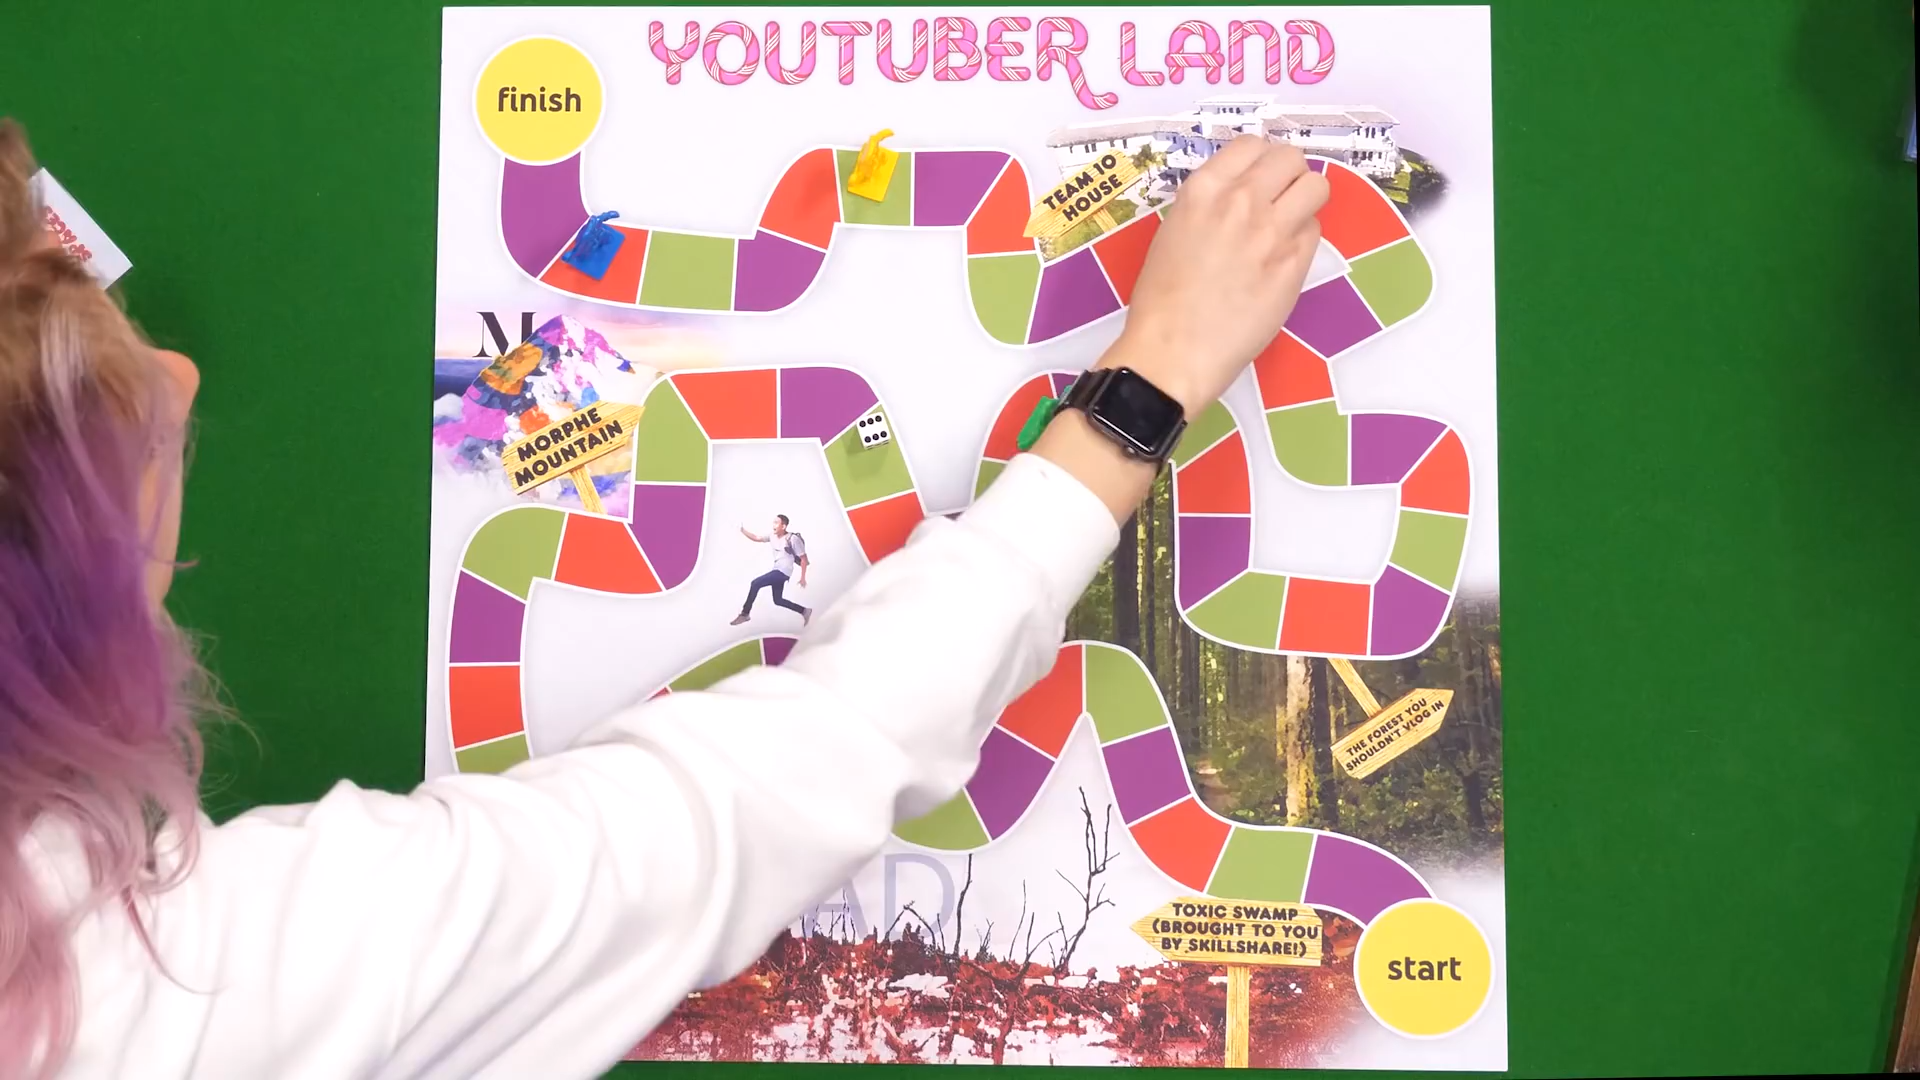 YOUTUBER LAND
finish
TEAM 10
HOUSE
M
MORPHE
MOUNTAIN
THE FOREST YOU
SHOULDN'T VLOG IN
AD
TOXIC SWAMP
(BROUGHT TO YOU
BY SKILLSHARE!)
start